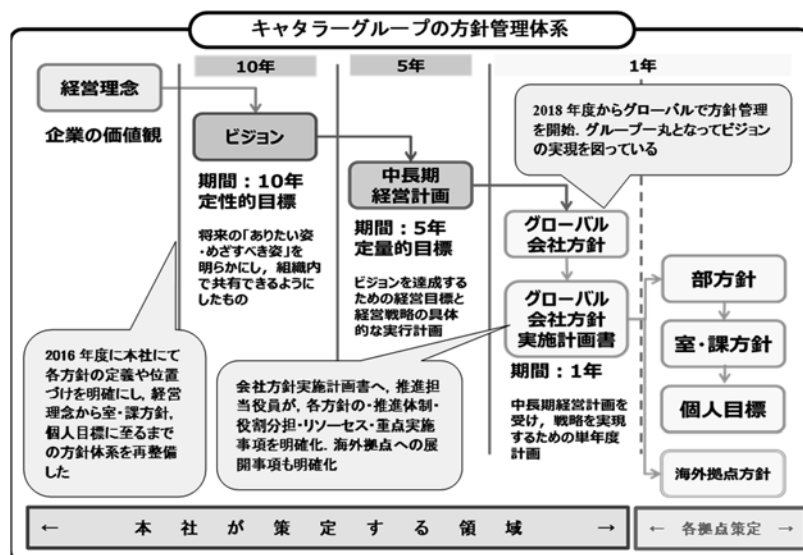 キャタラーグループの方針管理体系
10年
5年
1年
経営理念
企業の価値観
ビジョン
期間：10年
定性的目標
将来の「ありたい姿
・めざすべき姿」を
明らかにし，組織内
で共有できるように
したもの
中長期
経営計画
期間：5年
定量的目標
ビジョンを達成する
ための経営目標と
経営戦略の具体
的な実行計画
2018 年度からグローバルで方針管理
を開始．グループ一丸となってビジョン
の実現を図っている
グローバル
会社方針
グローバル
会社方針
実施計画書
期間：1年
中長期経営計画を
受け，戦略を実現
するための単年度
計画
部方針
室・課方針
個人目標
海外拠点方針
2016 年度に本社にて
各方針の定義や位置
づけを明確にし，経営
理念から室・課方針，
個人目標に至るまで
の方針体系を再整備
した
会社方針実施計画書へ，推進担
当役員が，各方針の・推進体制・
役割分担・リソーセス・重点実施
事項を明確化．海外拠点への展
開事項も明確化
← 本社が策定する領域 →
← 各拠点策定 →